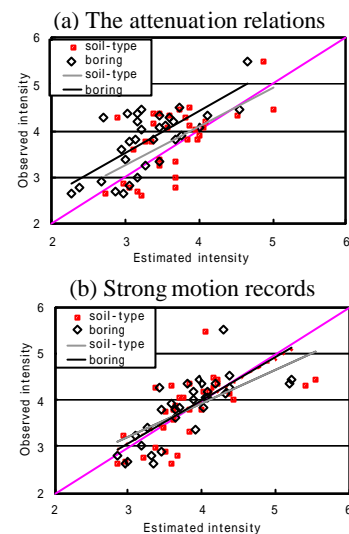 (a) The attenuation relations
6
5
4
3
2
Observed intensity
soil-type
boring
soil-type
boring
2 3 4 5 6
Estimated intensity
(b) Strong motion records
6
5
4
3
2
Observed intensity
soil-type
boring
soil-type
boring
2 3 4 5 6
Estimated intensity